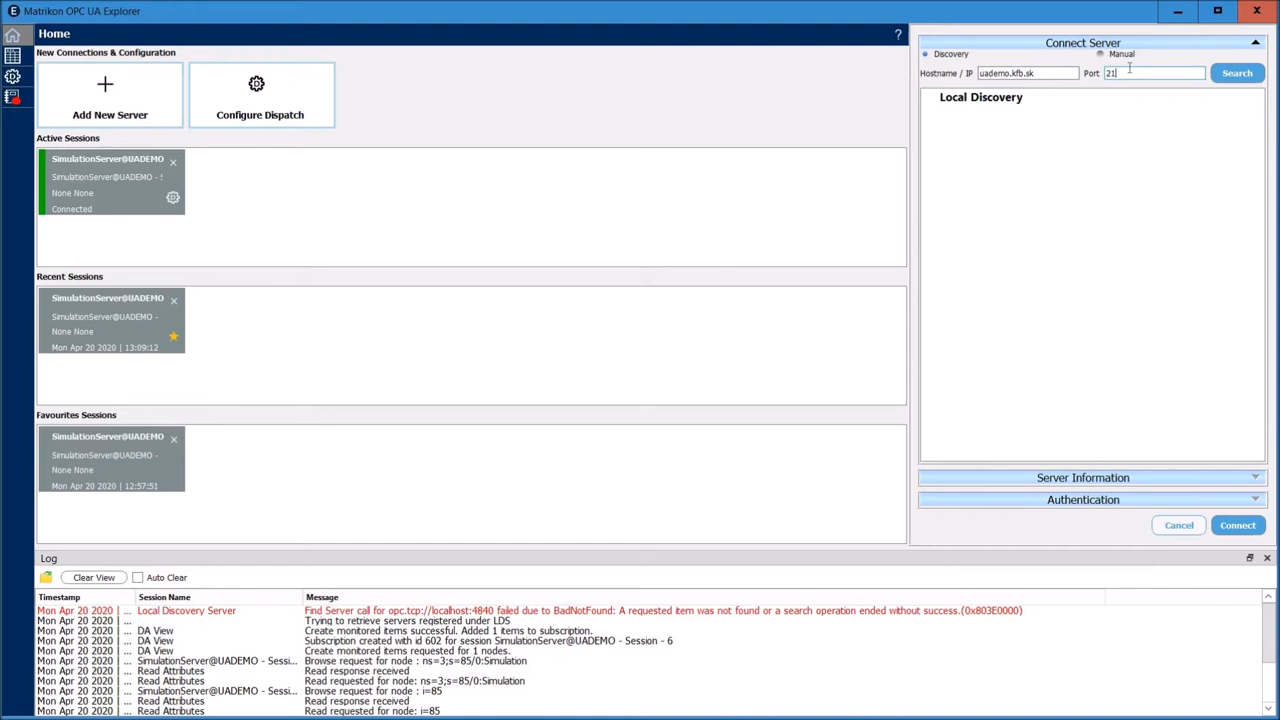 E Matrikon OPC UA Explorer
Home ?
New Connections & Configuration
Add New Server
Configure Dispatch
Active Sessions
SimulationServer@UADEMO
SimulationServer@UADEMO - S
None None
Connected
Recent Sessions
SimulationServer@UADEMO
SimulationServer@UADEMO -
None None
Mon Apr 20 2020 | 13:09:12
Favourites Sessions
SimulationServer@UADEMO
SimulationServer@UADEMO -
None None
Mon Apr 20 2020 | 12:57:51
Connect Server
Discovery Manual
Hostname / IP uademo.kfb.sk Port 21 Search
Local Discovery
Server Information
Authentication
Cancel Connect
Log
Clear View Auto Clear
Timestamp Session Name Message
Mon Apr 20 2020 | ... Local Discovery Server Find Server call for opc.tcp://localhost:4840 failed due to BadNotFound: A requested item was not found or a search operation ended without success.(0x803E0000)
Mon Apr 20 2020 | ... Trying to retrieve servers registered under LDS
Mon Apr 20 2020 | ... DA View Create monitored items successful. Added 1 items to subscription.
Mon Apr 20 2020 | ... DA View Subscription created with id 602 for session SimulationServer@UADEMO - Session - 6
Mon Apr 20 2020 | ... DA View Create monitored items requested for 1 nodes.
Mon Apr 20 2020 | ... SimulationServer@UADEMO - Sessi... Browse request for node : ns=3;s=85/0:Simulation
Mon Apr 20 2020 | ... Read Attributes Read response received
Mon Apr 20 2020 | ... Read Attributes Read requested for node: ns=3;s=85/0:Simulation
Mon Apr 20 2020 | ... SimulationServer@UADEMO - Sessi... Browse request for node : i=85
Mon Apr 20 2020 | ... Read Attributes Read response received
Mon Apr 20 2020 | ... Read Attributes Read requested for node: i=85